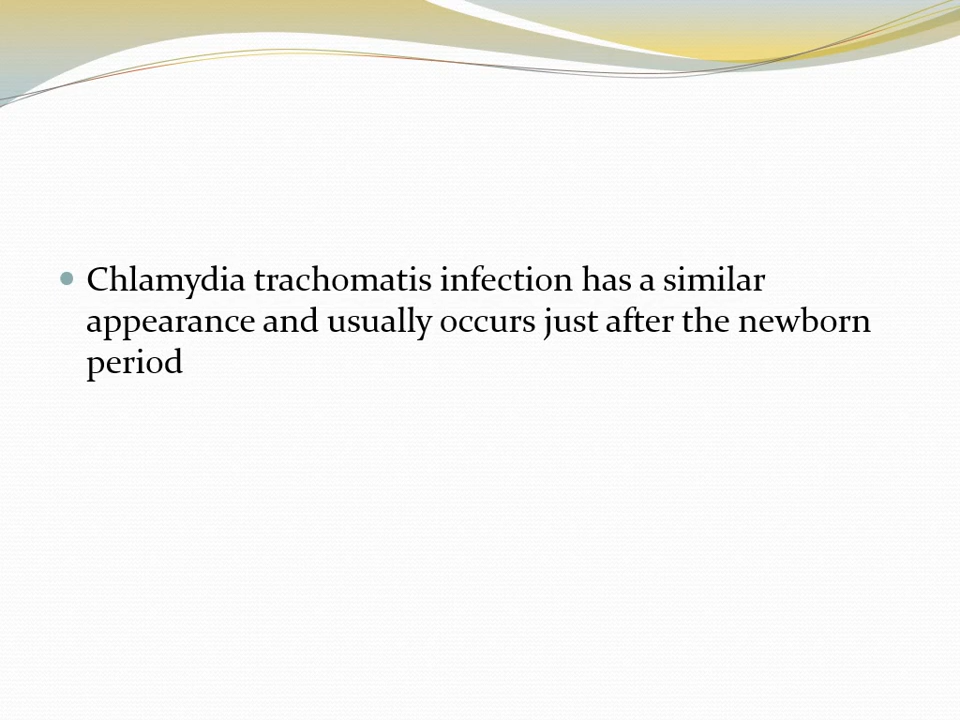 Chlamydia trachomatis infection has a similar
appearance and usually occurs just after the newborn
period